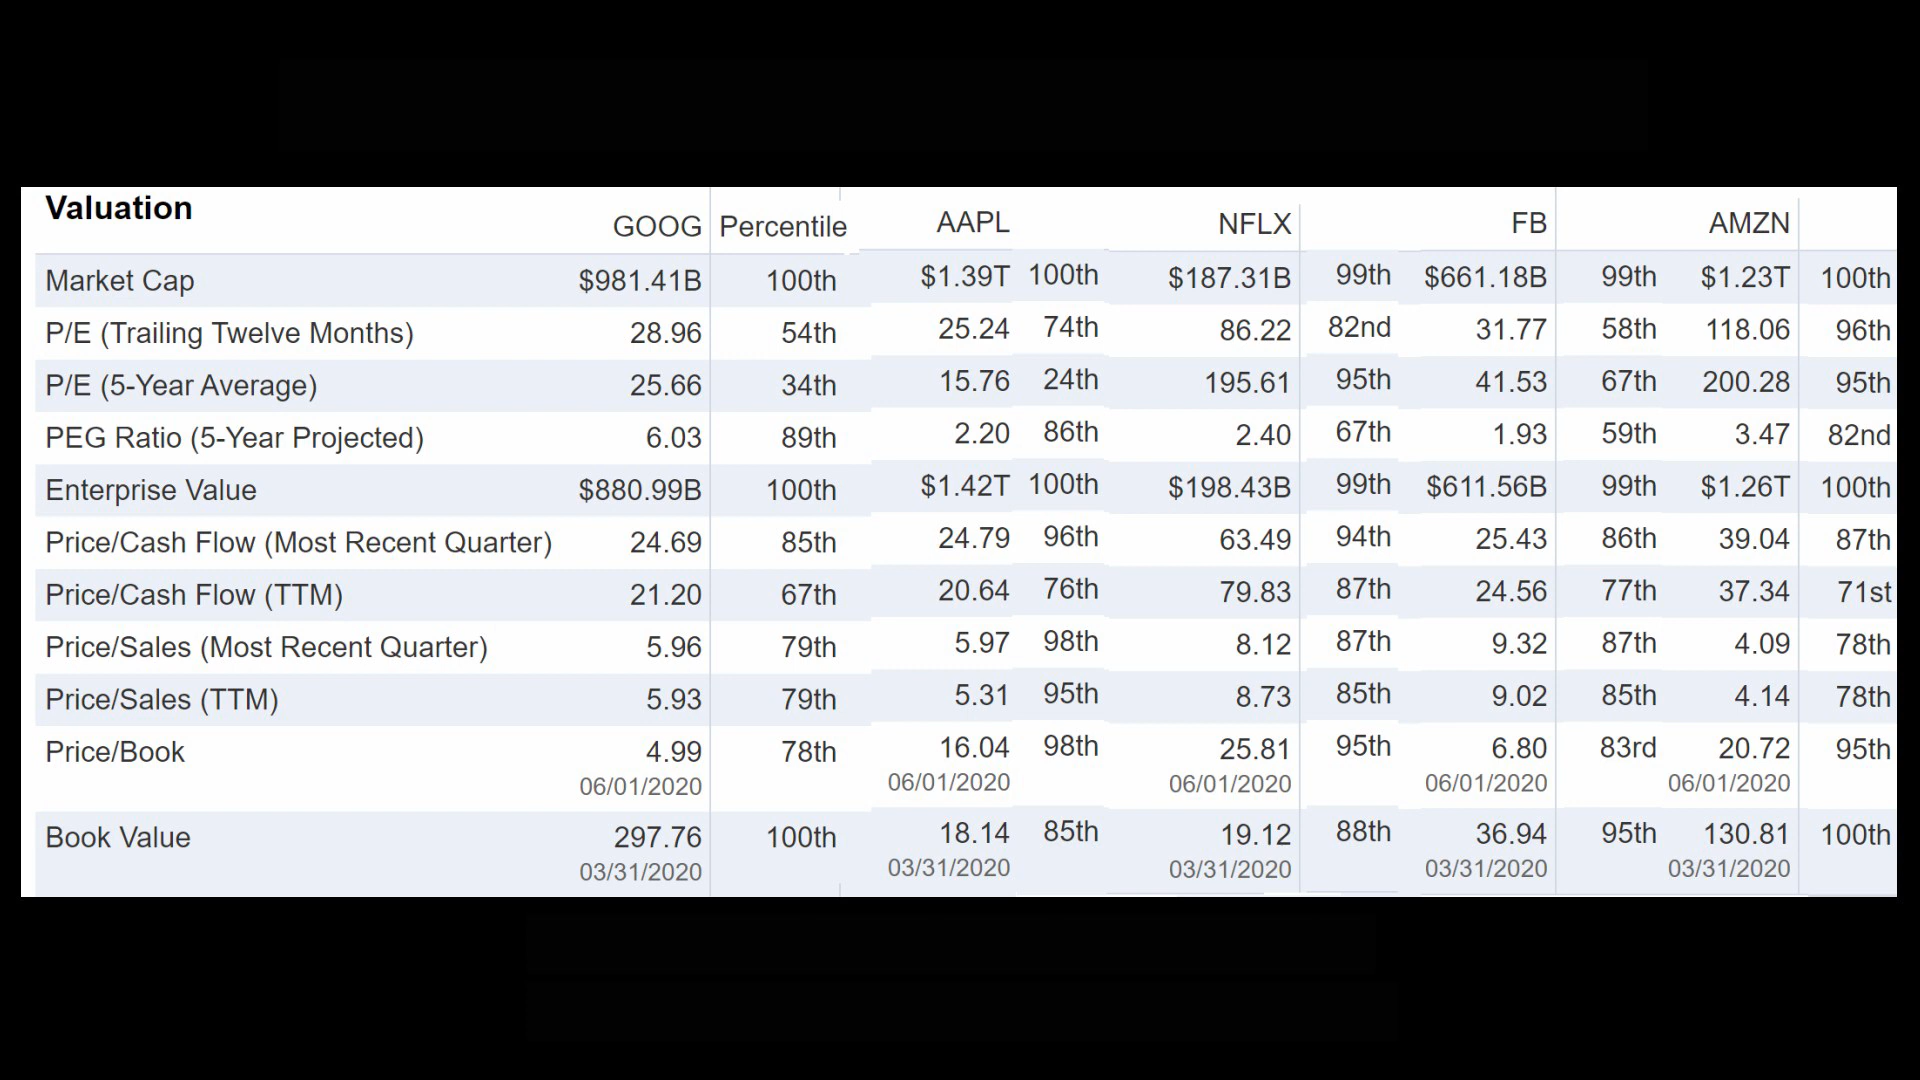 Valuation
GOOG Percentile AAPL NFLX FB AMZN
Market Cap $981.41B 100th $1.39T 100th $187.31B 99th $661.18B 99th $1.23T 100th
P/E (Trailing Twelve Months) 28.96 54th 25.24 74th 86.22 82nd 31.77 58th 118.06 96th
P/E (5-Year Average) 25.66 34th 15.76 24th 195.61 95th 41.53 67th 200.28 95th
PEG Ratio (5-Year Projected) 6.03 89th 2.20 86th 2.40 67th 1.93 59th 3.47 82nd
Enterprise Value $880.99B 100th $1.42T 100th $198.43B 99th $611.56B 99th $1.26T 100th
Price/Cash Flow (Most Recent Quarter) 24.69 85th 24.79 96th 63.49 94th 25.43 86th 39.04 87th
Price/Cash Flow (TTM) 21.20 67th 20.64 76th 79.83 87th 24.56 77th 37.34 71st
Price/Sales (Most Recent Quarter) 5.96 79th 5.97 98th 8.12 87th 9.32 87th 4.09 78th
Price/Sales (TTM) 5.93 79th 5.31 95th 8.73 85th 9.02 85th 4.14 78th
Price/Book 4.99 78th 16.04 98th 25.81 95th 6.80 83rd 20.72 95th
06/01/2020 06/01/2020 06/01/2020 06/01/2020 06/01/2020
Book Value 297.76 100th 18.14 85th 19.12 88th 36.94 95th 130.81 100th
03/31/2020 03/31/2020 03/31/2020 03/31/2020 03/31/2020